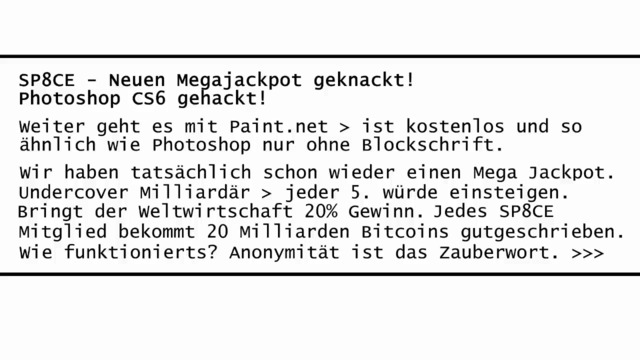 SP8CE – Neuen Megajackpot geknackt!
Photoshop CS6 gehackt!
Weiter geht es mit Paint.net > ist kostenlos und so
ähnlich wie Photoshop nur ohne Blockschrift.
Wir haben tatsächlich schon wieder einen Mega Jackpot.
Undercover Milliardär > jeder 5. würde einsteigen.
Bringt der Weltwirtschaft 20% Gewinn. Jedes SP8CE
Mitglied bekommt 20 Milliarden Bitcoins gutgeschrieben.
Wie funktionierts? Anonymität ist das Zauberwort. >>>